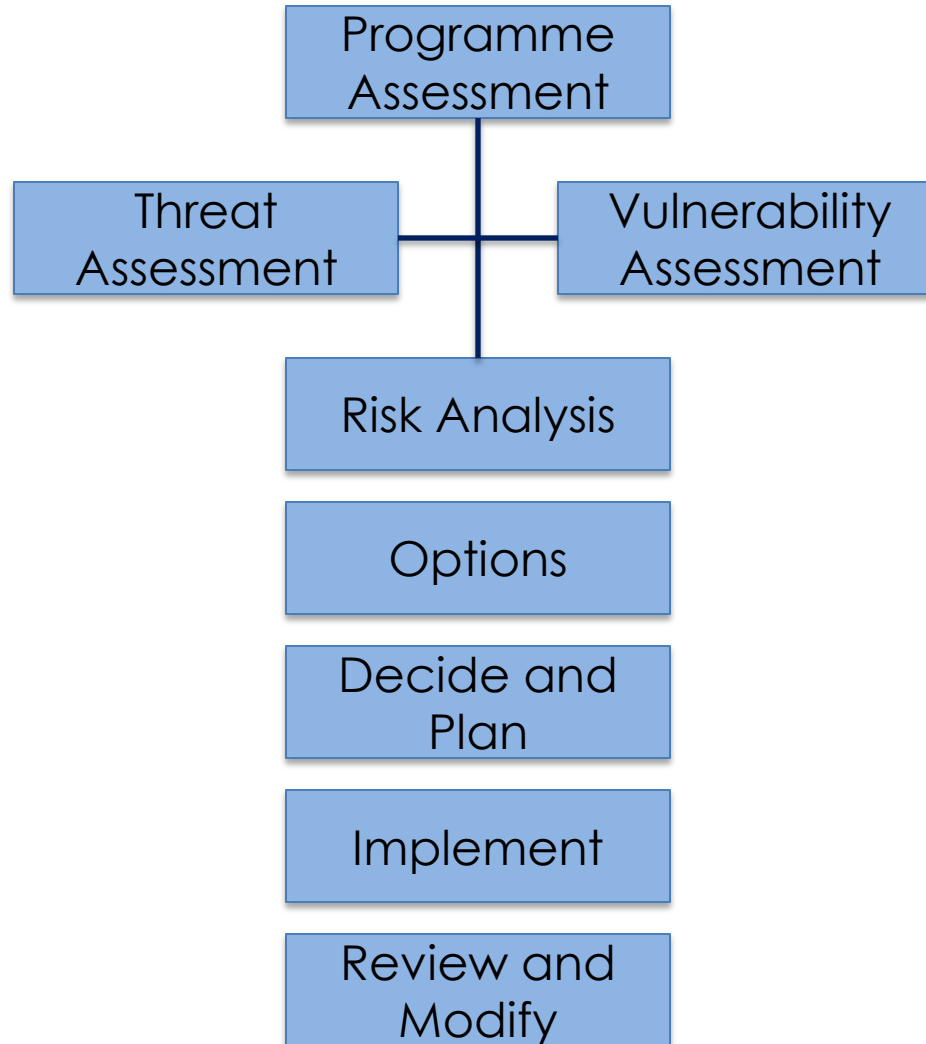 Programme
Assessment
Threat
Assessment
Vulnerability
Assessment
Risk Analysis
Options
Decide and
Plan
Implement
Review and
Modify